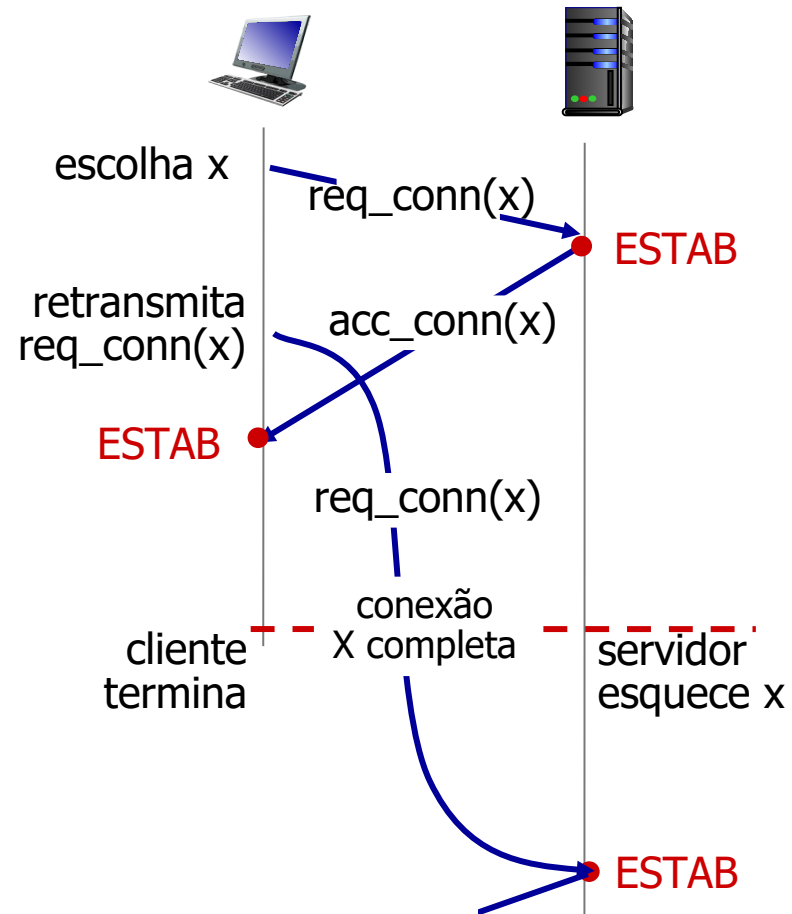 escolha x
req_conn(x)
ESTAB
retransmita
req_conn(x)
acc_conn(x)
ESTAB
req_conn(x)
conexão
X completa
cliente
termina
servidor
esquece x
ESTAB